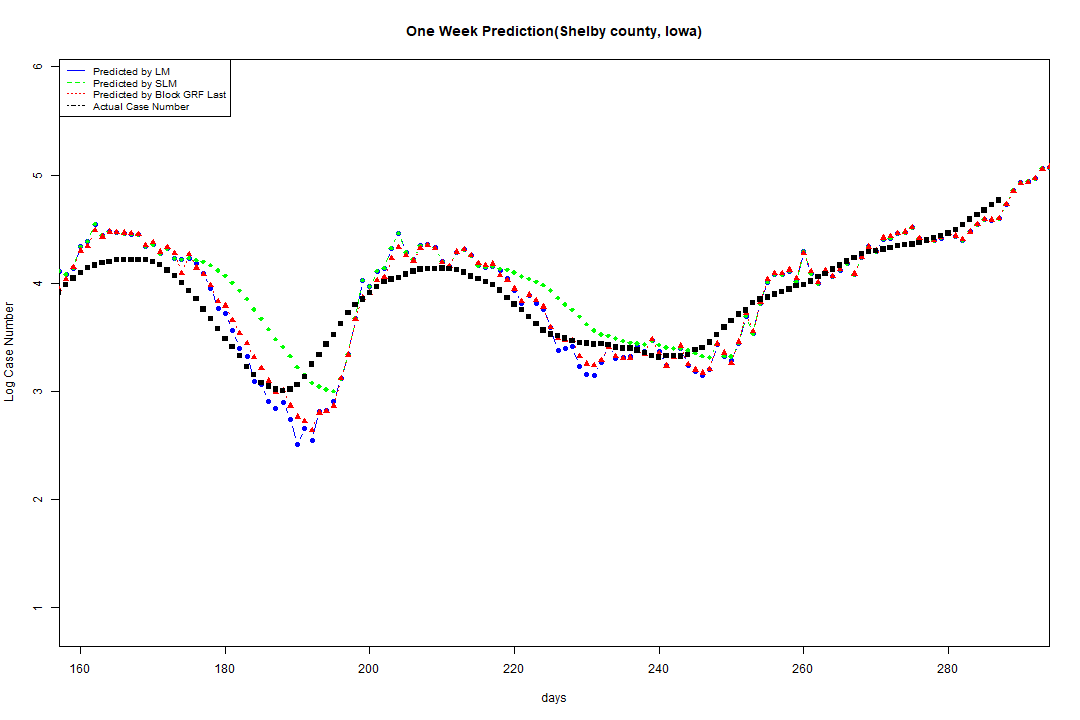 One Week Prediction(Shelby county, Iowa)
Predicted by LM
Predicted by SLM
Predicted by Block GRF Last
Actual Case Number
6
5
4
3
2
1
Log Case Number
160 180 200 220 240 260 280
days